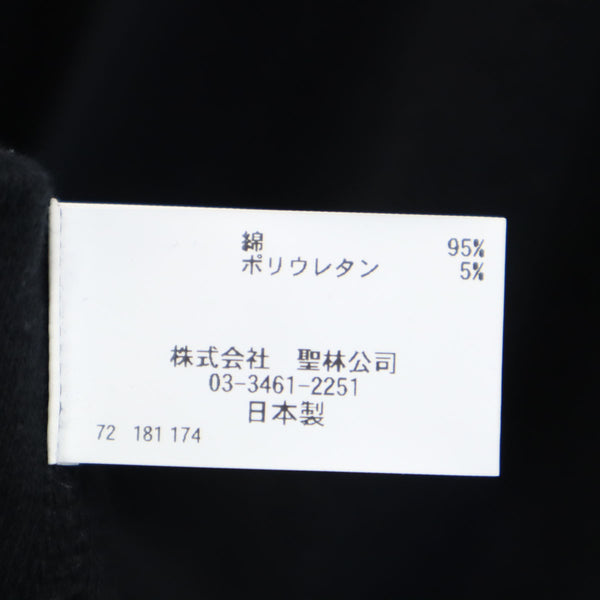 綿 95%
ポリウレタン 5%
株式会社 聖林公司
03-3461-2251
日本製
72 181 174